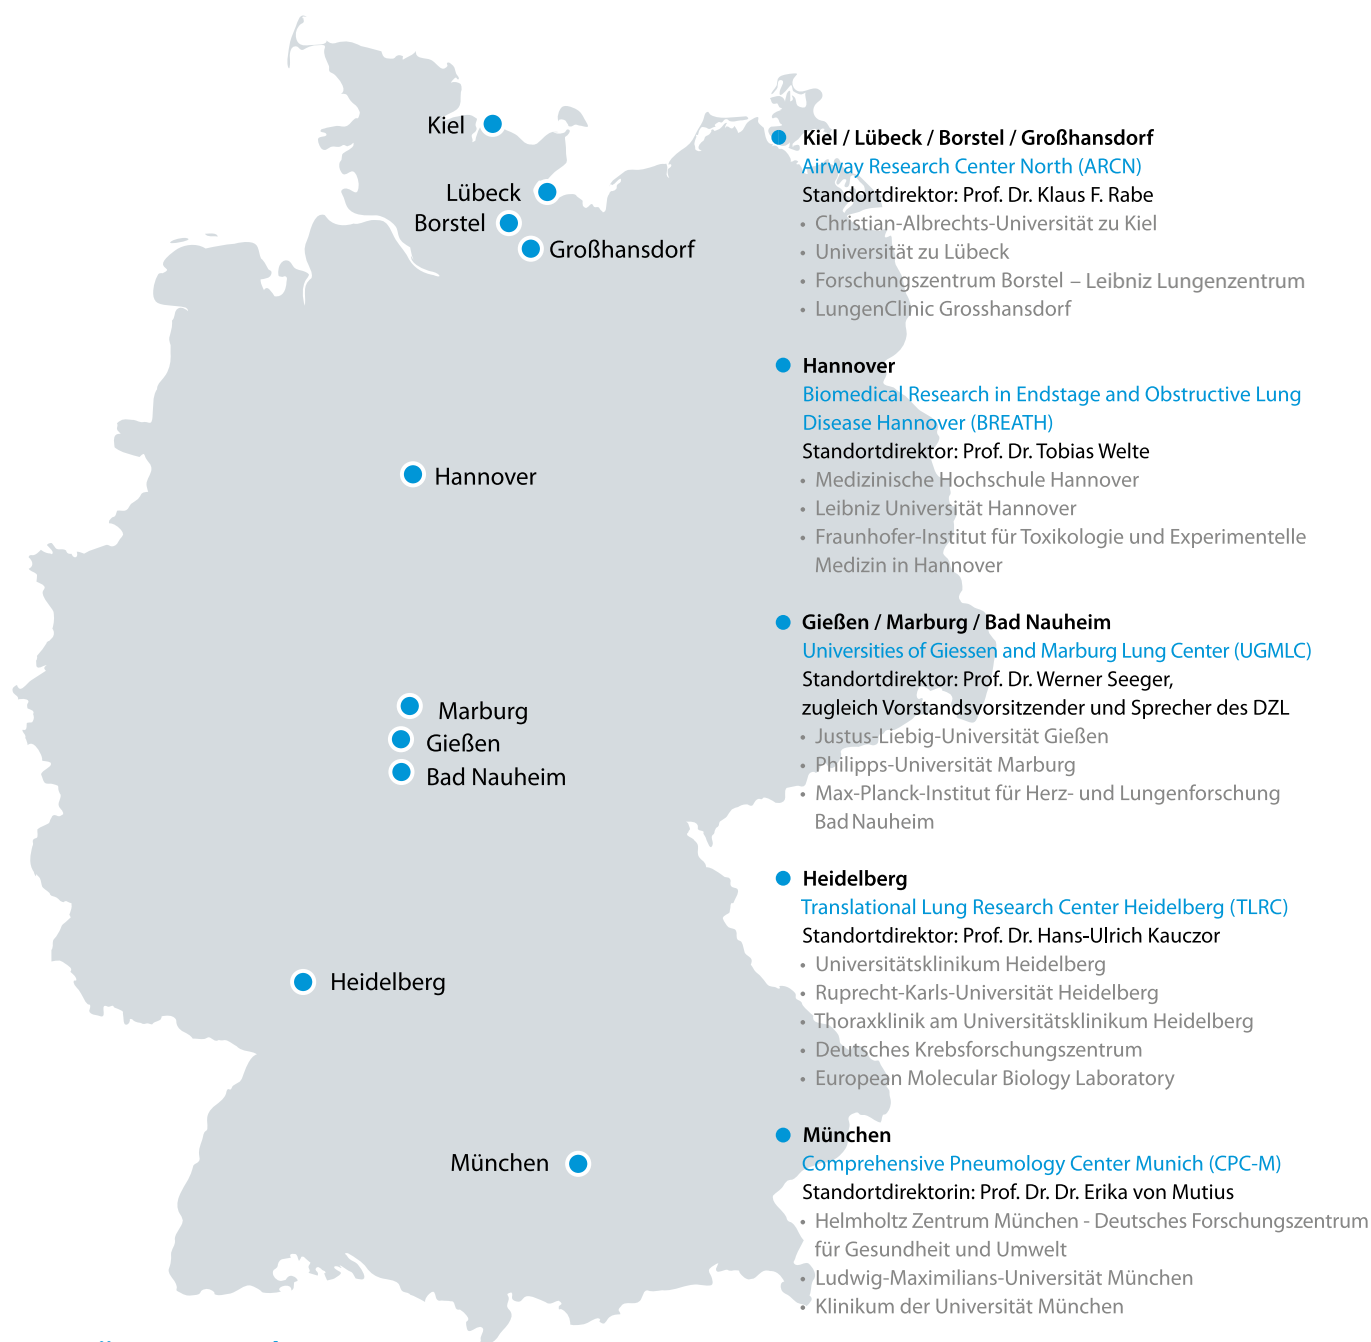 Kiel
Lübeck
Borstel
Großhansdorf
Hannover
Marburg
Gießen
Bad Nauheim
Heidelberg
München
Kiel / Lübeck / Borstel / Großhansdorf
Airway Research Center North (ARCN)
Standortdirektor: Prof. Dr. Klaus F. Rabe
• Christian-Albrechts-Universität zu Kiel
• Universität zu Lübeck
• Forschungszentrum Borstel – Leibniz Lungenzentrum
• LungenClinic Grosshansdorf
Hannover
Biomedical Research in Endstage and Obstructive Lung
Disease Hannover (BREATH)
Standortdirektor: Prof. Dr. Tobias Welte
• Medizinische Hochschule Hannover
• Leibniz Universität Hannover
• Fraunhofer-Institut für Toxikologie und Experimentelle
Medizin in Hannover
Gießen / Marburg / Bad Nauheim
Universities of Giessen and Marburg Lung Center (UGMLC)
Standortdirektor: Prof. Dr. Werner Seeger,
zugleich Vorstandsvorsitzender und Sprecher des DZL
• Justus-Liebig-Universität Gießen
• Philipps-Universität Marburg
• Max-Planck-Institut für Herz- und Lungenforschung
Bad Nauheim
Heidelberg
Translational Lung Research Center Heidelberg (TLRC)
Standortdirektor: Prof. Dr. Hans-Ulrich Kauczor
• Universitätsklinikum Heidelberg
• Ruprecht-Karls-Universität Heidelberg
• Thoraxklinik am Universitätsklinikum Heidelberg
• Deutsches Krebsforschungszentrum
• European Molecular Biology Laboratory
München
Comprehensive Pneumology Center Munich (CPC-M)
Standortdirektorin: Prof. Dr. Dr. Erika von Mutius
• Helmholtz Zentrum München - Deutsches Forschungszentrum
für Gesundheit und Umwelt
• Ludwig-Maximilians-Universität München
• Klinikum der Universität München